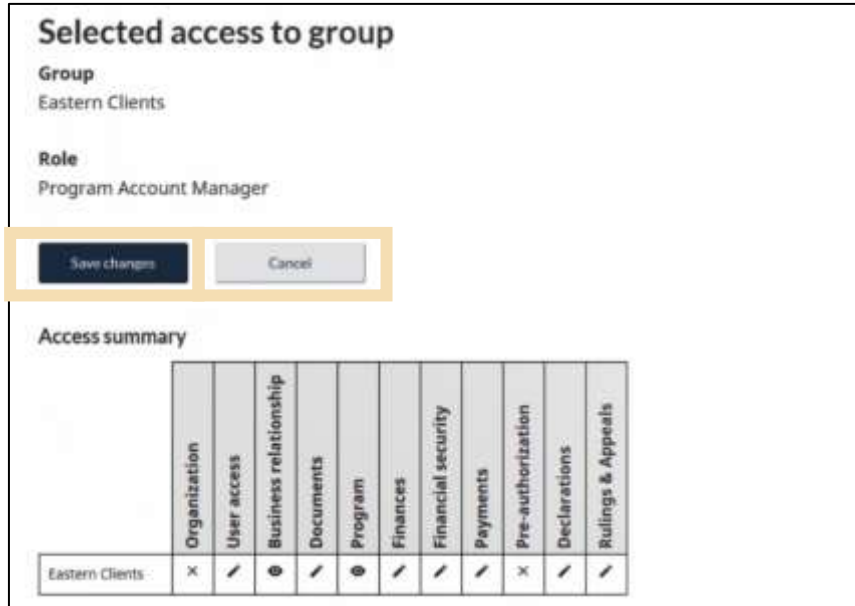 Selected access to group
Group
Eastern Clients
Role
Program Account Manager
Save changes
Cancel
Access summary
Organization
User access
Business relationship
Documents
Program
Finances
Financial security
Payments
Pre-authorization
Declarations
Rulings & Appeals
Eastern Clients